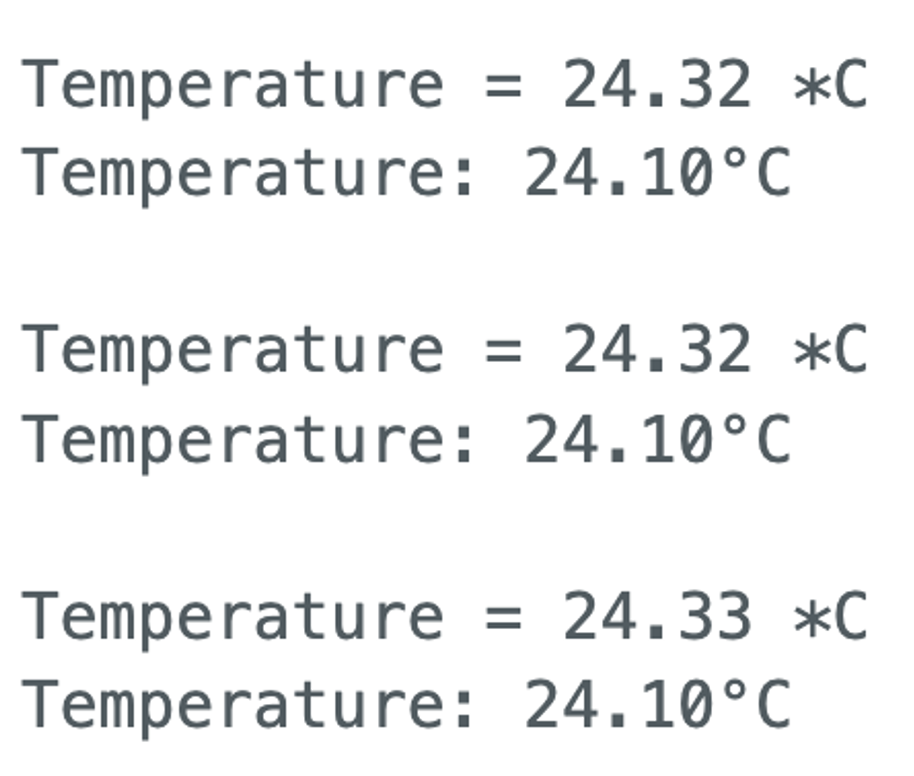 Temperature = 24.32 *C
Temperature: 24.10°C
Temperature = 24.32 *C
Temperature: 24.10°C
Temperature = 24.33 *C
Temperature: 24.10°C